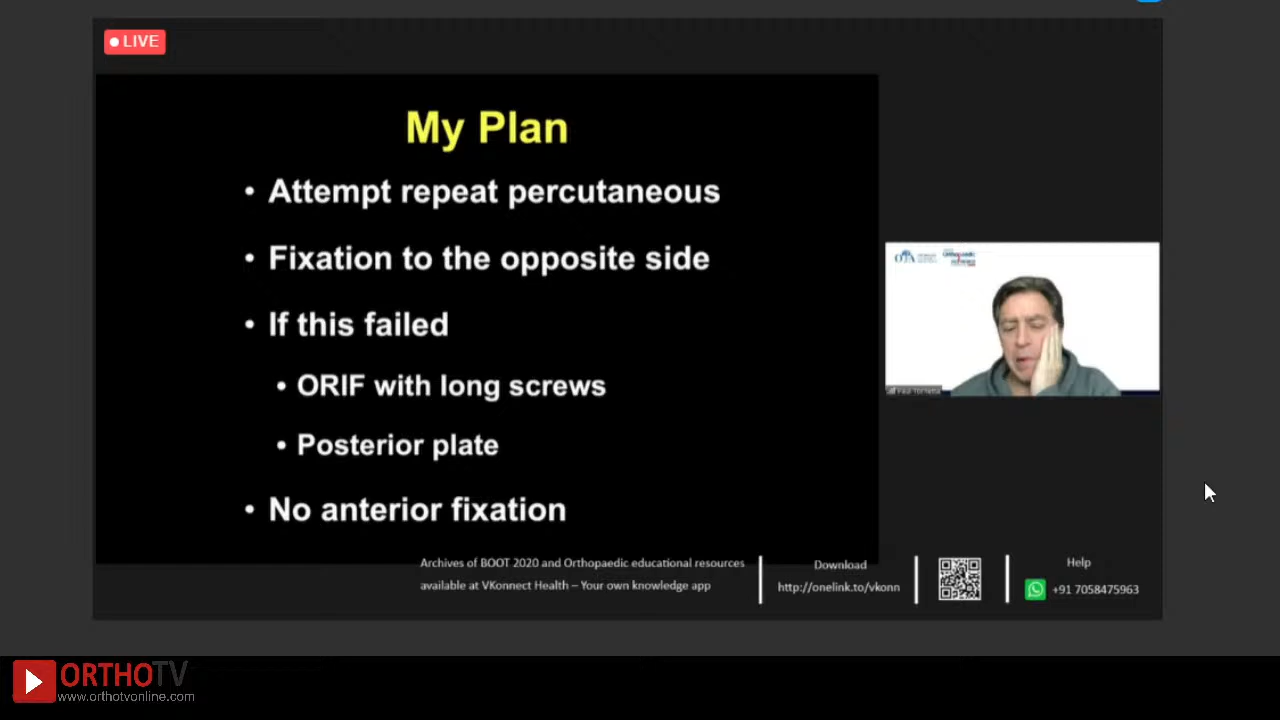 LIVE
My Plan
• Attempt repeat percutaneous
• Fixation to the opposite side
• If this failed
• ORIF with long screws
• Posterior plate
• No anterior fixation
OTA
Orthopaedic
Archives of BOOT 2020 and Orthopaedic educational resources
available at VKonnect Health – Your own knowledge app
Download
http://onelink.to/vkonn
Help
+91 7058475963
ORTHOTV
www.orthotvonline.com